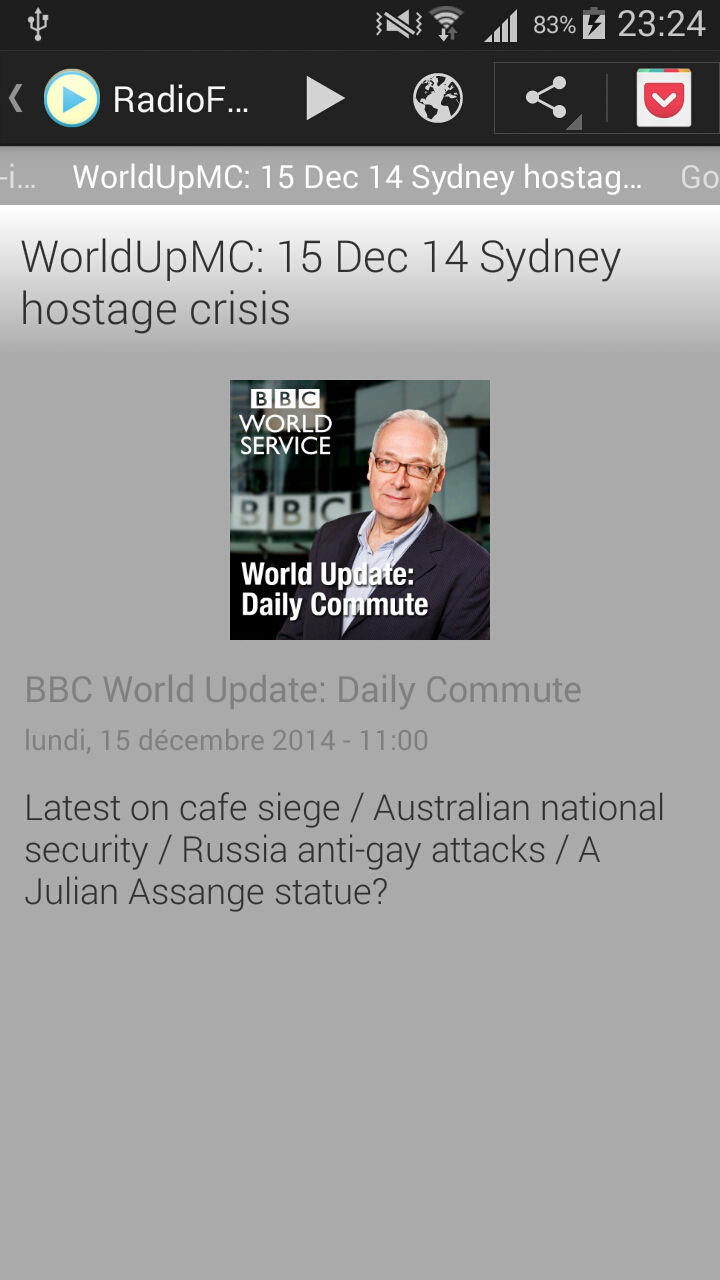 83% 23:24
RadioF...
-i... WorldUpMC: 15 Dec 14 Sydney hostag... Go
WorldUpMC: 15 Dec 14 Sydney
hostage crisis
BBC
WORLD
SERVICE
BBC
World Update:
Daily Commute
BBC World Update: Daily Commute
lundi, 15 décembre 2014 - 11:00
Latest on cafe siege / Australian national
security / Russia anti-gay attacks / A
Julian Assange statue?